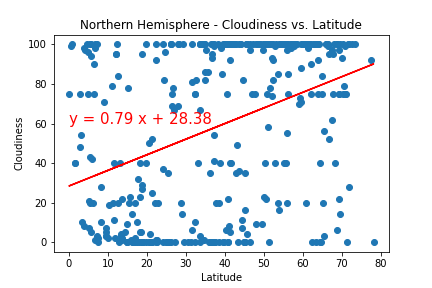 Northern Hemisphere - Cloudiness vs. Latitude
100
80
60
40
20
0
Cloudiness
y = 0.79 x + 28.38
0 10 20 30 40 50 60 70 80
Latitude